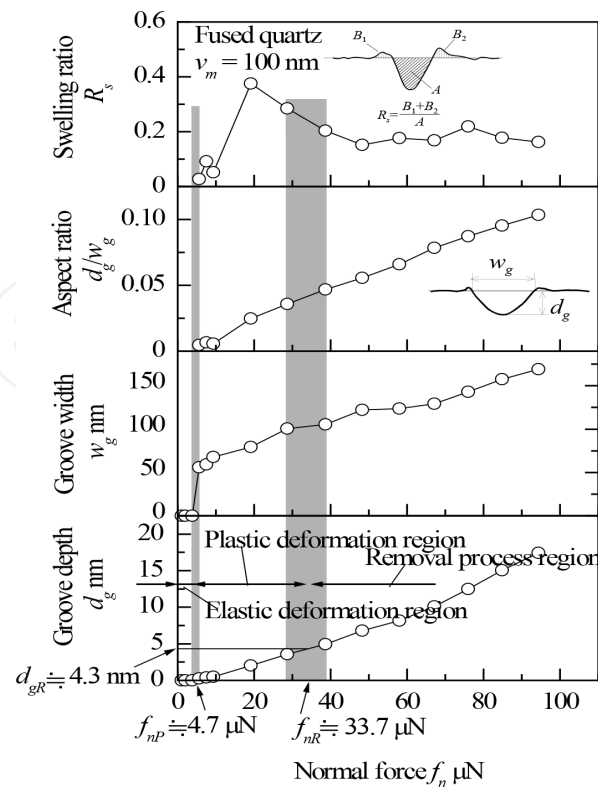 Fused quartz
v_m = 100 nm
B_1
B_2
A
R_s = (B_1+B_2)/A
Swelling ratio
R_s
0.6
0.4
0.2
0
Aspect ratio
d_g/w_g
0.10
0.05
0
w_g
d_g
Groove width
w_g nm
150
100
50
0
Groove depth
d_g nm
20
15
10
5
0
Plastic deformation region
Removal process region
Elastic deformation region
d_gR ≒ 4.3 nm
0
20
40
60
80
100
f_nP ≒ 4.7 μN
f_nR ≒ 33.7 μN
Normal force f_n μN